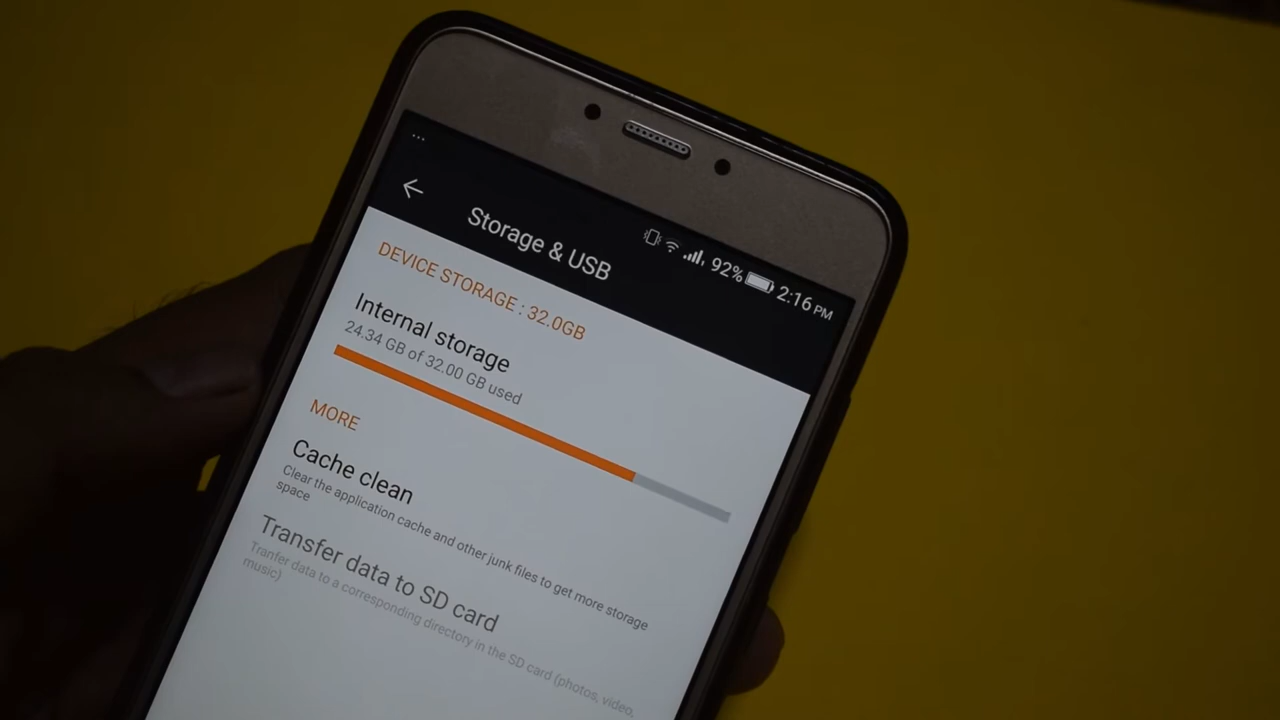 ...
92% 2:16 PM
Storage & USB
DEVICE STORAGE : 32.0GB
Internal storage
24.34 GB of 32.00 GB used
MORE
Cache clean
Clear the application cache and other junk files to get more storage
space
Transfer data to SD card
Tranfer data to a corresponding directory in the SD card (photos, video,
music)